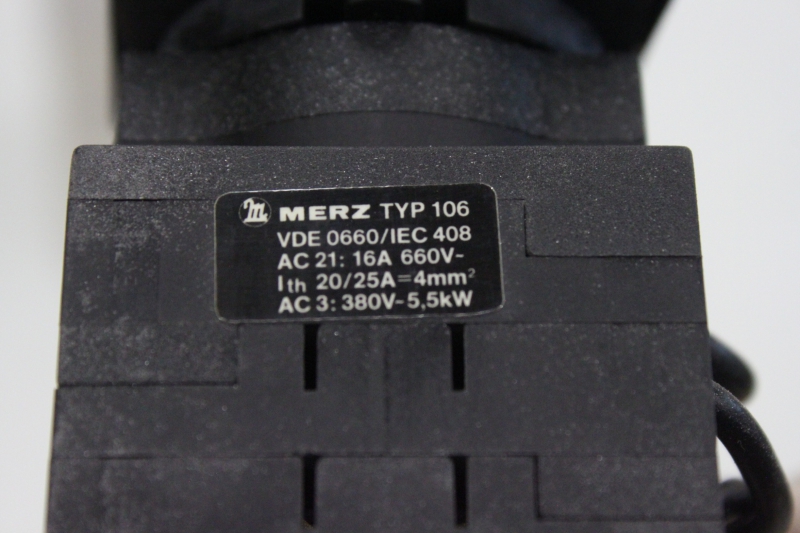 m MERZ TYP 106
VDE 0660/IEC 408
AC 21: 16A 660V~
Ith 20/25A=4mm²
AC 3: 380V~5,5kW